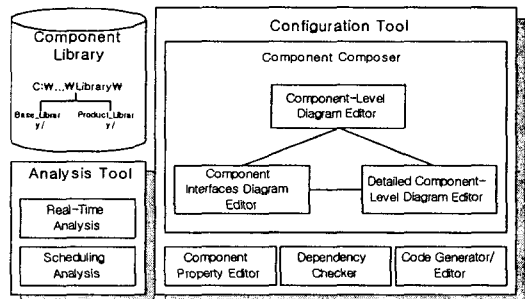 Component
Library
C:₩...₩Library₩
Base_Librar
y/
Product_Librar
y/
Analysis Tool
Real-Time
Analysis
Scheduling
Analysis
Configuration Tool
Component Composer
Component-Level
Diagram Editor
Component
Interfaces Diagram
Editor
Detailed Component-
Level Diagram Editor
Component
Property Editor
Dependency
Checker
Code Generator/
Editor